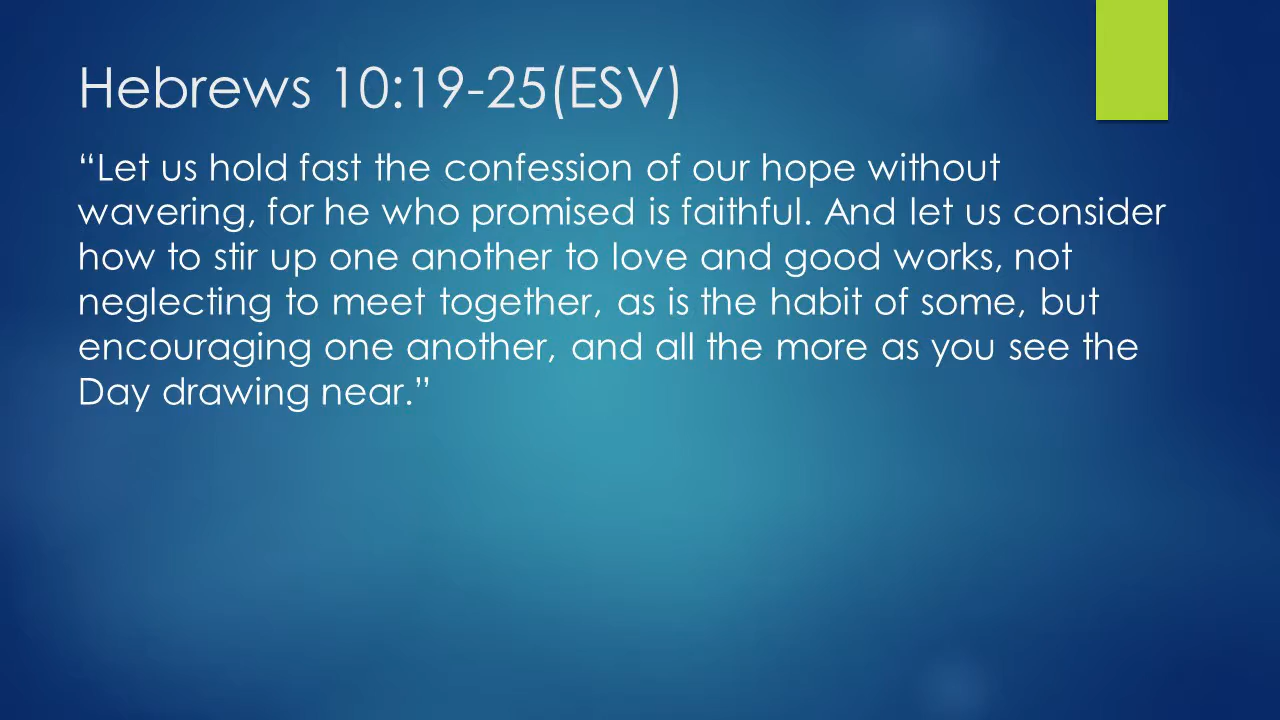 Hebrews 10:19-25(ESV)
“Let us hold fast the confession of our hope without
wavering, for he who promised is faithful. And let us consider
how to stir up one another to love and good works, not
neglecting to meet together, as is the habit of some, but
encouraging one another, and all the more as you see the
Day drawing near.”